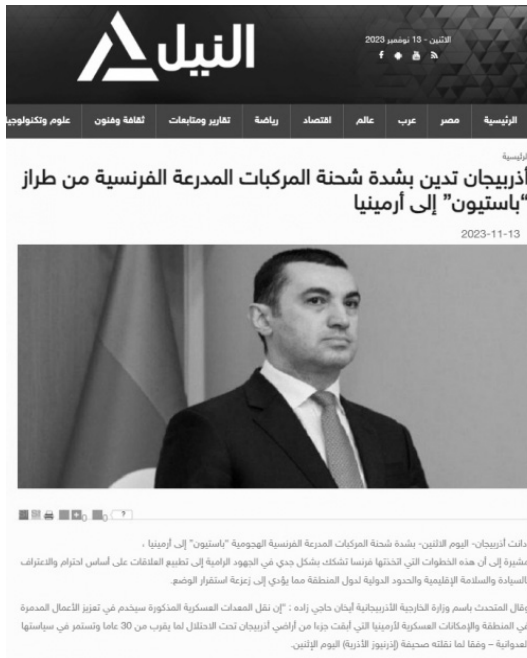 النيل
الاثنين - 13 نوفمبر 2023
الرئيسية مصر عرب عالم اقتصاد رياضة تقارير ومتابعات ثقافة وفنون علوم وتكنولوجيا
الرئيسية
أذربيجان تدين بشدة شحنة المركبات المدرعة الفرنسية من طراز
“باستيون” إلى أرمينيا
2023-11-13
دانت أذربيجان- اليوم الاثنين- بشدة شحنة المركبات المدرعة الفرنسية الهجومية “باستيون” إلى أرمينيا ،
مشيرة إلى أن هذه الخطوات التي اتخذتها فرنسا تشكك بشكل جدي في الجهود الرامية إلى تطبيع العلاقات على أساس احترام والاعتراف
بالسيادة والسلامة الإقليمية والحدود الدولية لدول المنطقة مما يؤدي إلى زعزعة استقرار الوضع.
وقال المتحدث باسم وزارة الخارجية الأذربيجانية أيخان حاجي زاده : “إن نقل المعدات العسكرية المذكورة سيخدم في تعزيز الأعمال المدمرة
في المنطقة والإمكانات العسكرية لأرمينيا التي أبقت جزءا من أراضي أذربيجان تحت الاحتلال لما يقرب من 30 عاما وتستمر في سياستها
العدوانية – وفقا لما نقلته صحيفة (إذرنيوز الأذرية) اليوم الإثنين.